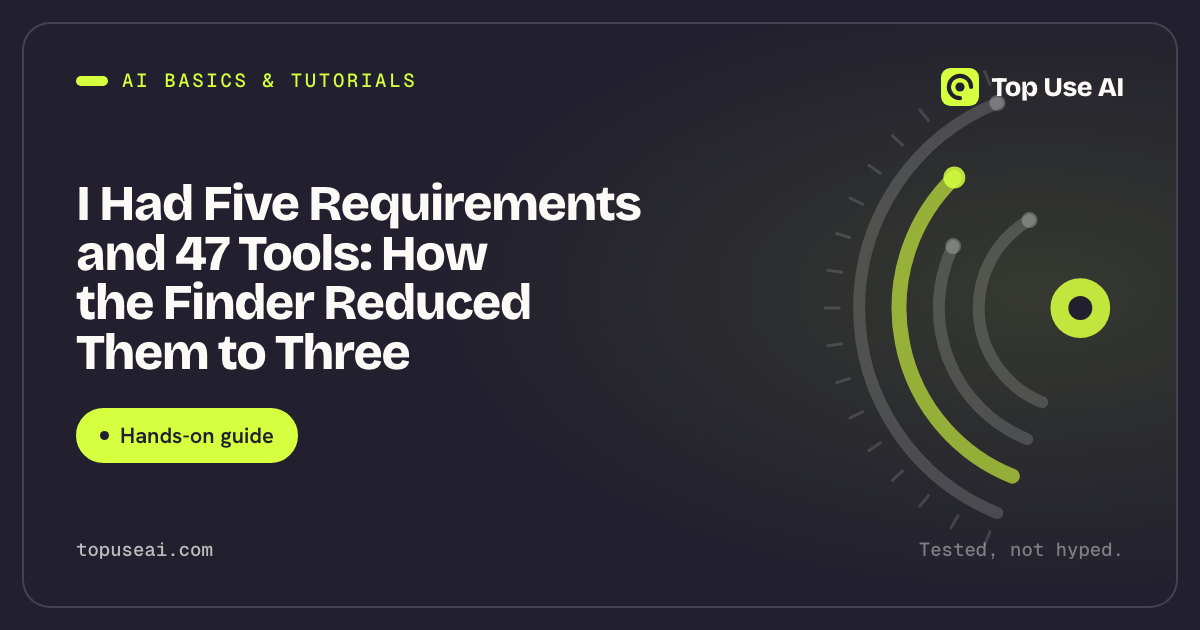 AI BASICS & TUTORIALS
Top Use AI
I Had Five Requirements
and 47 Tools: How
the Finder Reduced
Them to Three
Hands-on guide
topuseai.com
Tested, not hyped.